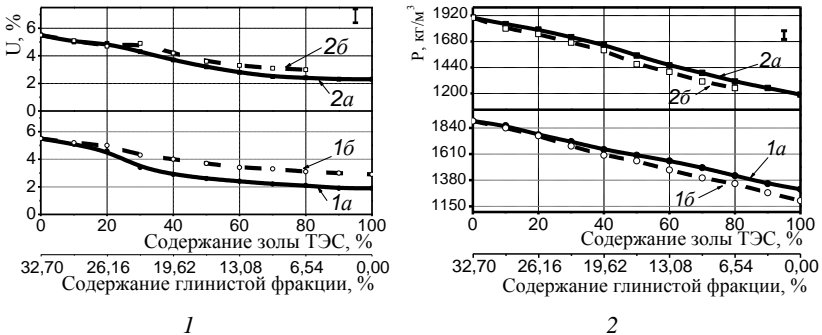 U, %
6
4
2
0
2б
2а
6
4
2
0
1б
1а
0 20 40 60 80 100
Содержание золы ТЭС, %
32,70 26,16 19,62 13,08 6,54 0,00
Содержание глинистой фракции, %
1
Р, кг/м³
1920
1680
1440
1200
2а
2б
1840
1610
1380
1150
1а
1б
0 20 40 60 80 100
Содержание золы ТЭС, %
32,70 26,16 19,62 13,08 6,54 0,00
Содержание глинистой фракции, %
2